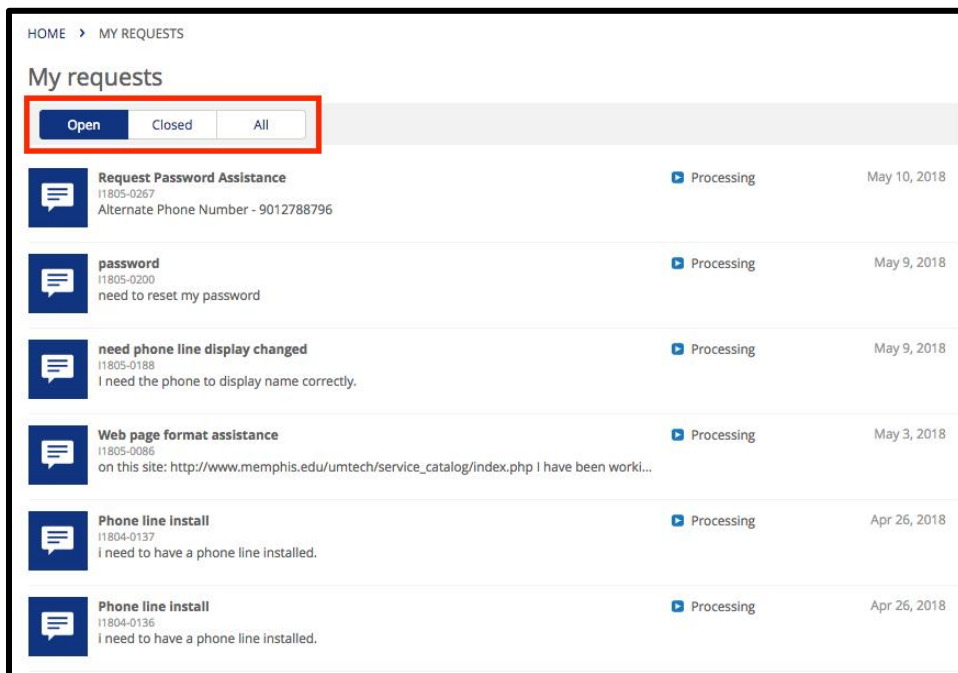 HOME > MY REQUESTS
My requests
Open Closed All
Request Password Assistance
I1805-0267
Alternate Phone Number - 9012788796
Processing
May 10, 2018
password
I1805-0200
need to reset my password
Processing
May 9, 2018
need phone line display changed
I1805-0188
I need the phone to display name correctly.
Processing
May 9, 2018
Web page format assistance
I1805-0086
on this site: http://www.memphis.edu/umtech/service_catalog/index.php I have been worki...
Processing
May 3, 2018
Phone line install
I1804-0137
i need to have a phone line installed.
Processing
Apr 26, 2018
Phone line install
I1804-0136
i need to have a phone line installed.
Processing
Apr 26, 2018